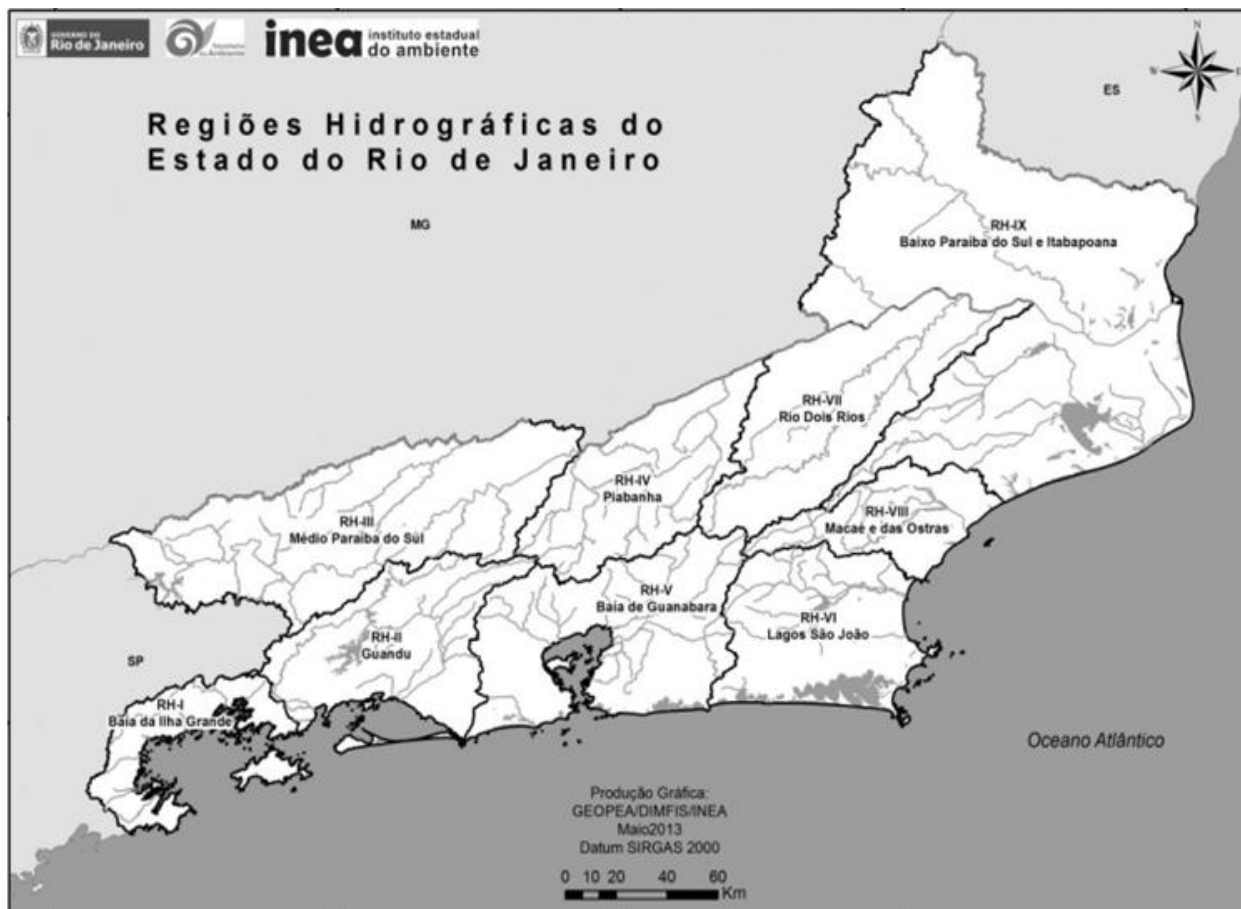 GOVERNO DO
Rio de Janeiro
inea instituto estadual
do ambiente
Regiões Hidrográficas do
Estado do Rio de Janeiro
N
W
E
S
ES
MG
RH-IX
Baixo Paraíba do Sul e Itabapoana
RH-VII
Rio Dois Rios
RH-IV
Piabanha
RH-VIII
Macaé e das Ostras
RH-III
Médio Paraíba do Sul
RH-V
Baía de Guanabara
RH-VI
Lagos São João
RH-II
Guandu
SP
RH-I
Baía da Ilha Grande
Oceano Atlântico
Produção Gráfica:
GEOPEA/DIMFIS/INEA
Maio2013
Datum SIRGAS 2000
0 10 20 40 60
Km